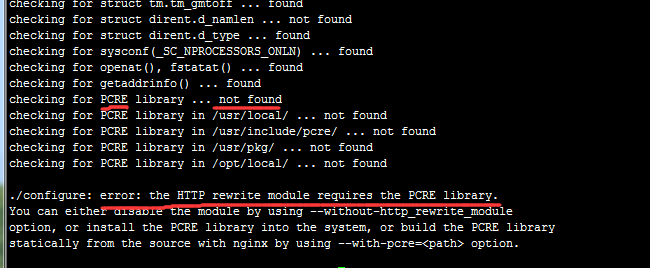 checking for struct tm.tm_gmtoff ... found
checking for struct dirent.d_namlen ... not found
checking for struct dirent.d_type ... found
checking for sysconf(_SC_NPROCESSORS_ONLN) ... found
checking for openat(), fstatat() ... found
checking for getaddrinfo() ... found
checking for PCRE library ... not found
checking for PCRE library in /usr/local/ ... not found
checking for PCRE library in /usr/include/pcre/ ... not found
checking for PCRE library in /usr/pkg/ ... not found
checking for PCRE library in /opt/local/ ... not found
./configure: error: the HTTP rewrite module requires the PCRE library.
You can either disable the module by using --without-http_rewrite_module
option, or install the PCRE library into the system, or build the PCRE library
statically from the source with nginx by using --with-pcre=<path> option.